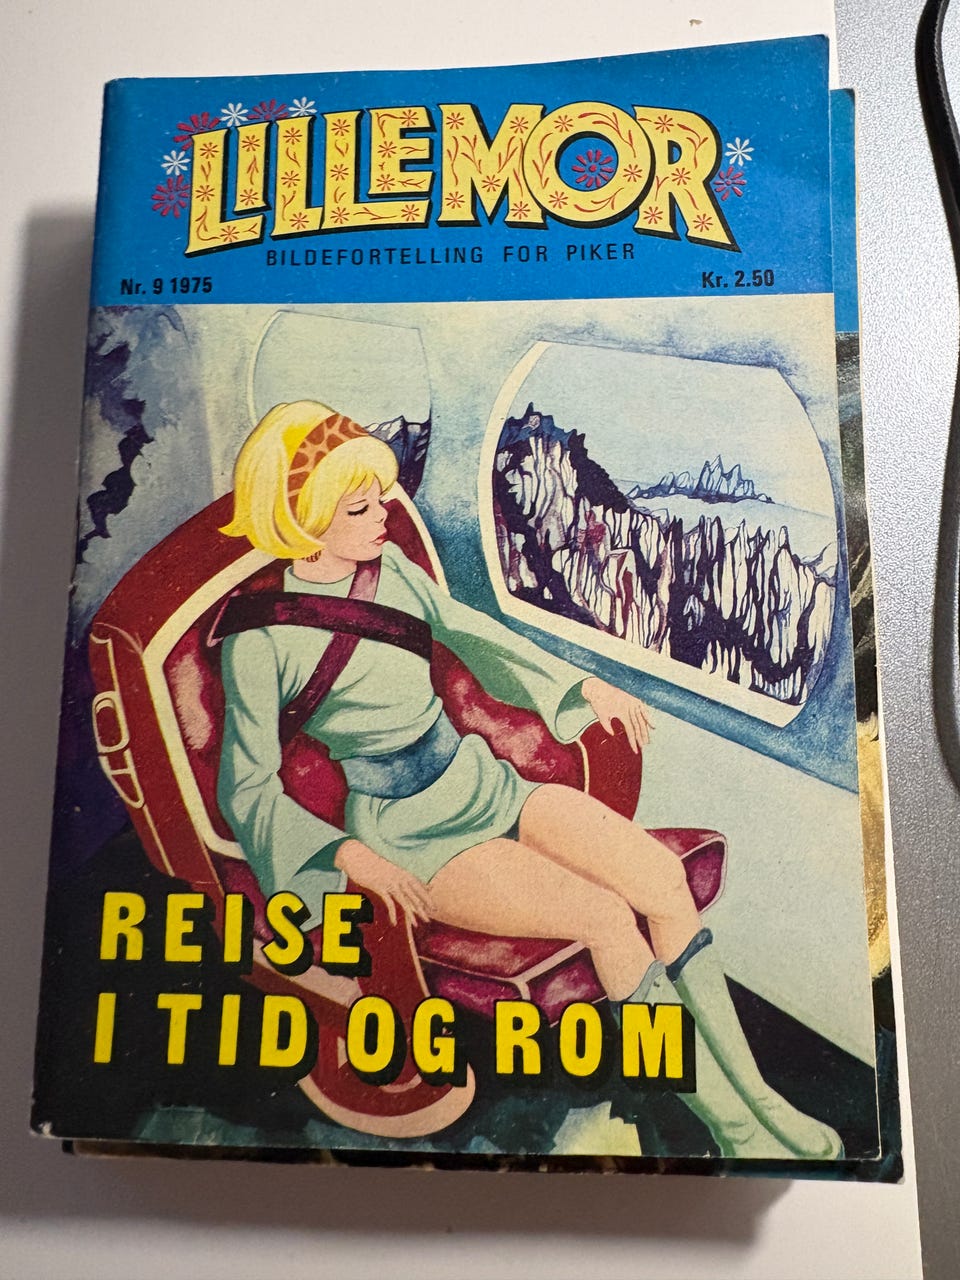 LILLEMOR
BILDEFORTELLING FOR PIKER
Nr. 9 1975 Kr. 2.50
REISE
I TID OG ROM